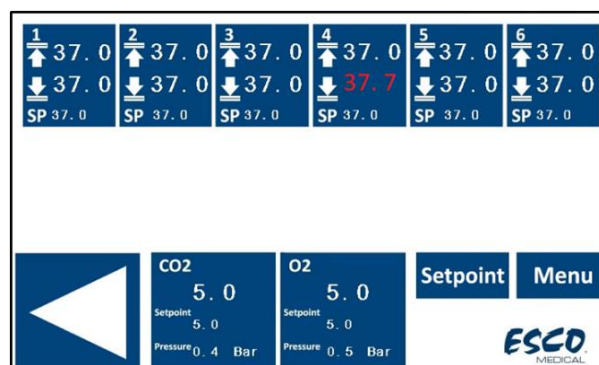 1 2 3 4 5 6
37.0 37.0 37.0 37.0 37.0 37.0
37.0 37.0 37.0 37.7 37.0 37.0
SP 37.0 SP 37.0 SP 37.0 SP 37.0 SP 37.0 SP 37.0
CO2
5.0
Setpoint
5.0
Pressure 0.4 Bar
O2
5.0
Setpoint
5.0
Pressure 0.5 Bar
Setpoint
Menu
ESCO
MEDICAL